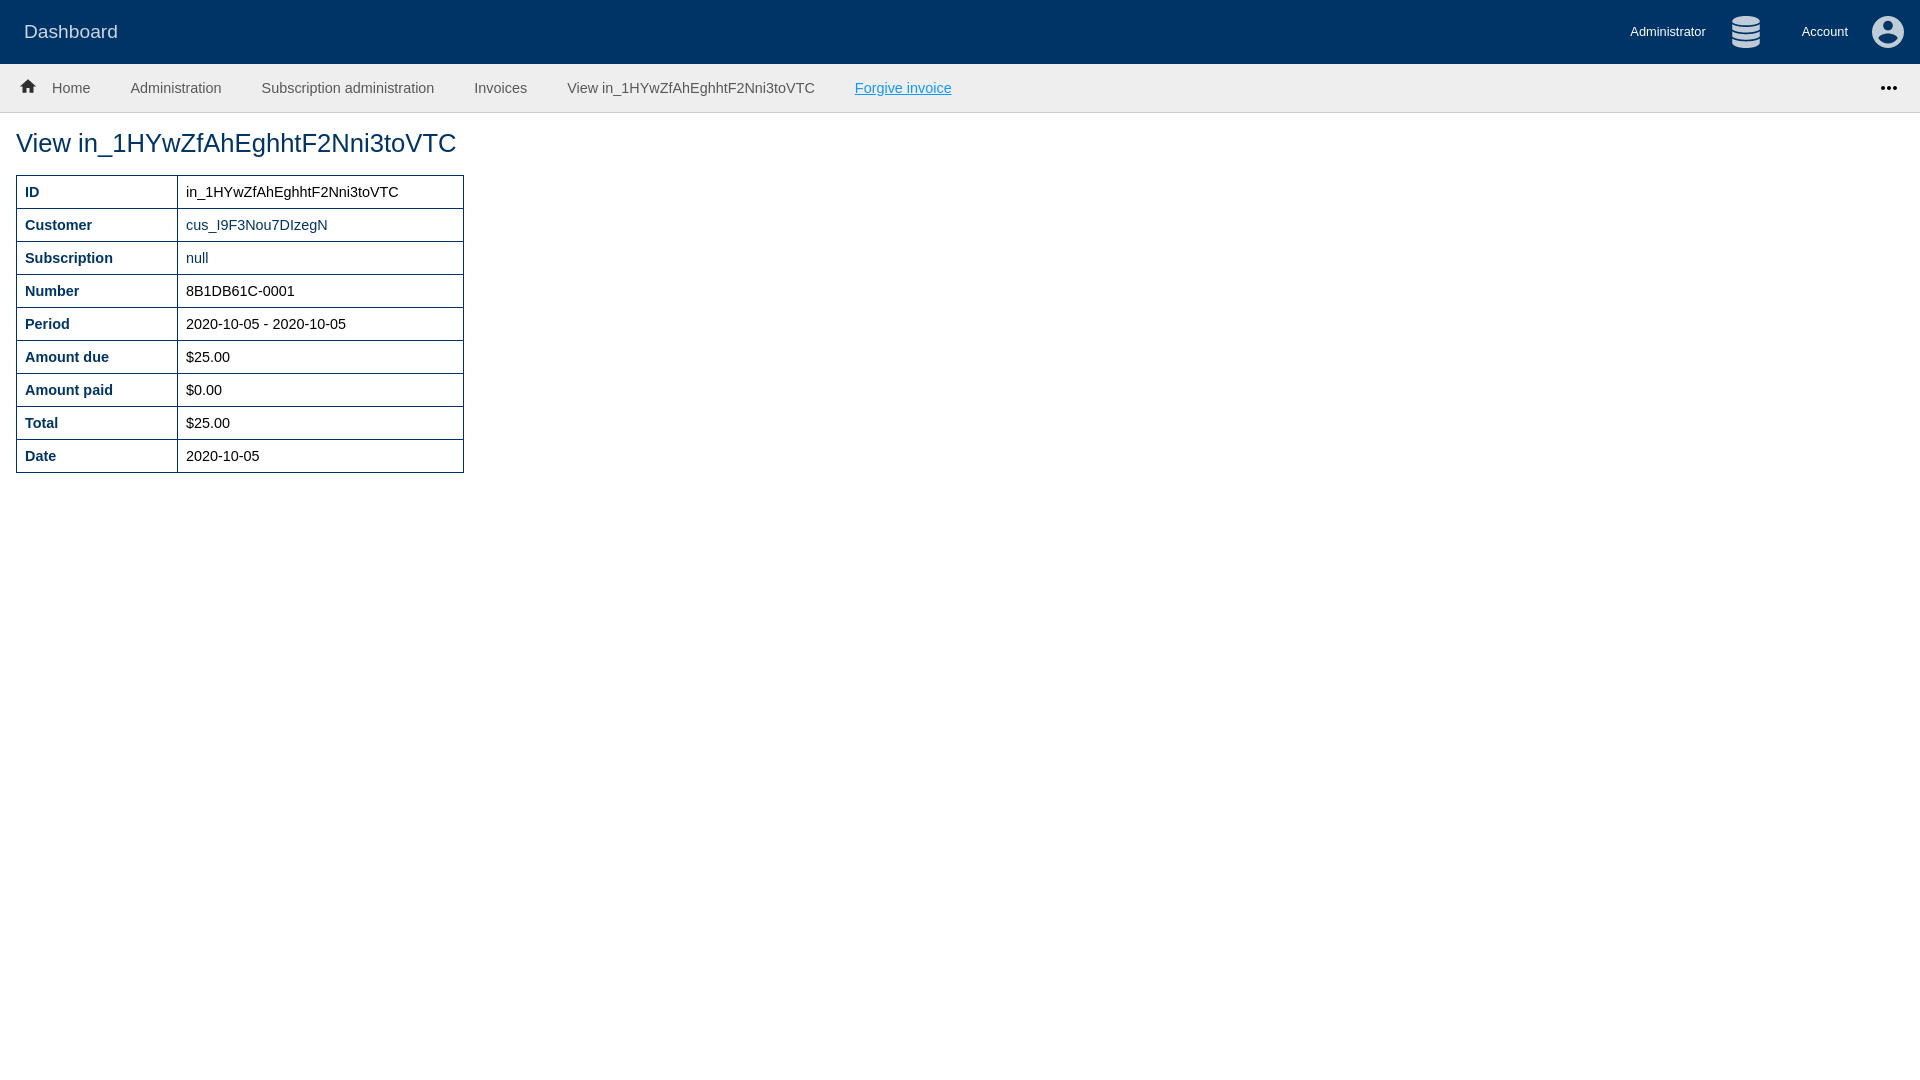 Dashboard
Administrator
Account
Home
Administration
Subscription administration
Invoices
View in_1HYwZfAhEghhtF2Nni3toVTC
Forgive invoice
View in_1HYwZfAhEghhtF2Nni3toVTC
ID in_1HYwZfAhEghhtF2Nni3toVTC
Customer cus_I9F3Nou7DIzegN
Subscription null
Number 8B1DB61C-0001
Period 2020-10-05 - 2020-10-05
Amount due $25.00
Amount paid $0.00
Total $25.00
Date 2020-10-05